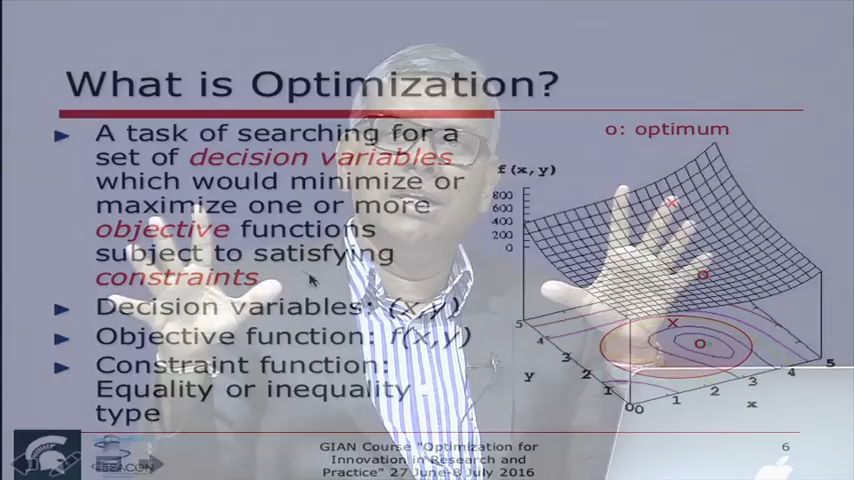 What is Optimization?
A task of searching for a
set of decision variables
which would minimize or
maximize one or more
objective functions
subject to satisfying
constraints
Decision variables: (x,y)
Objective function: f(x,y)
Constraint function:
Equality or inequality
type
o: optimum
f(x,y)
800
600
400
200
0
x
o
x
o
5
4
3
2
1
0
y
0
1
2
3
4
5
x
BEACON
GIAN Course "Optimization for
Innovation in Research and
Practice" 27 June-8 July 2016
6